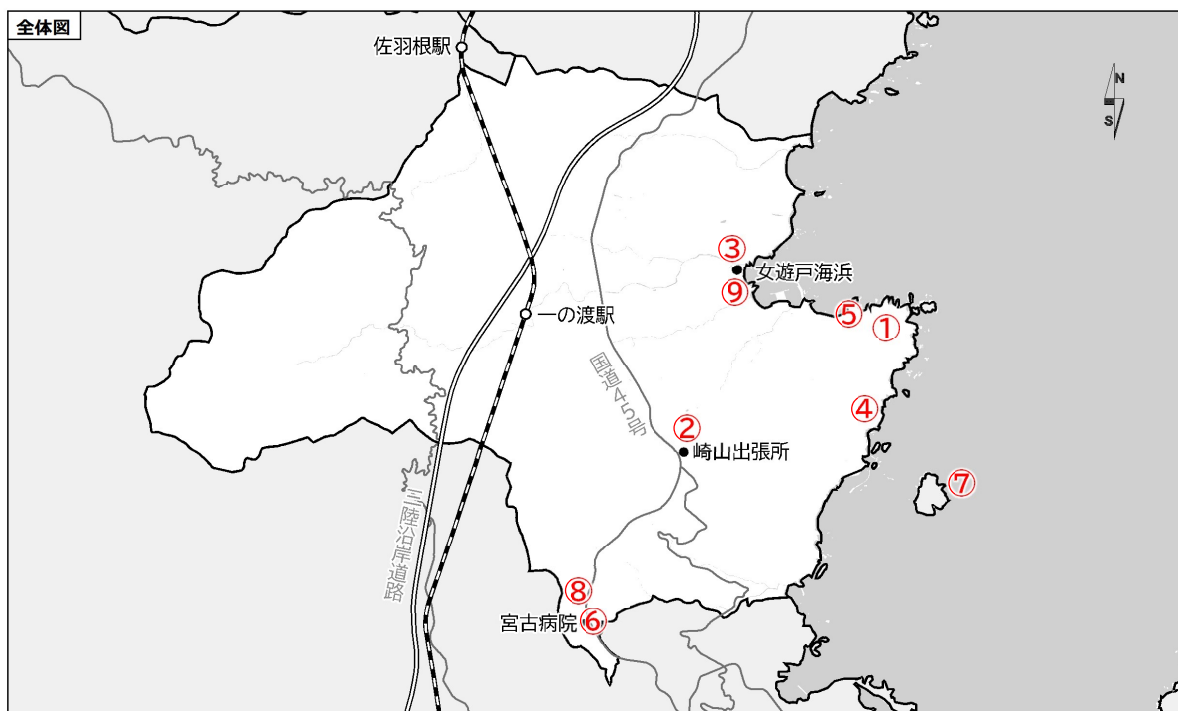 全体図
佐羽根駅
N
S
③
女遊戸海浜
⑨
⑤
①
一の渡駅
国道45号
④
②
崎山出張所
⑦
三陸沿岸道路
⑧
宮古病院
⑥